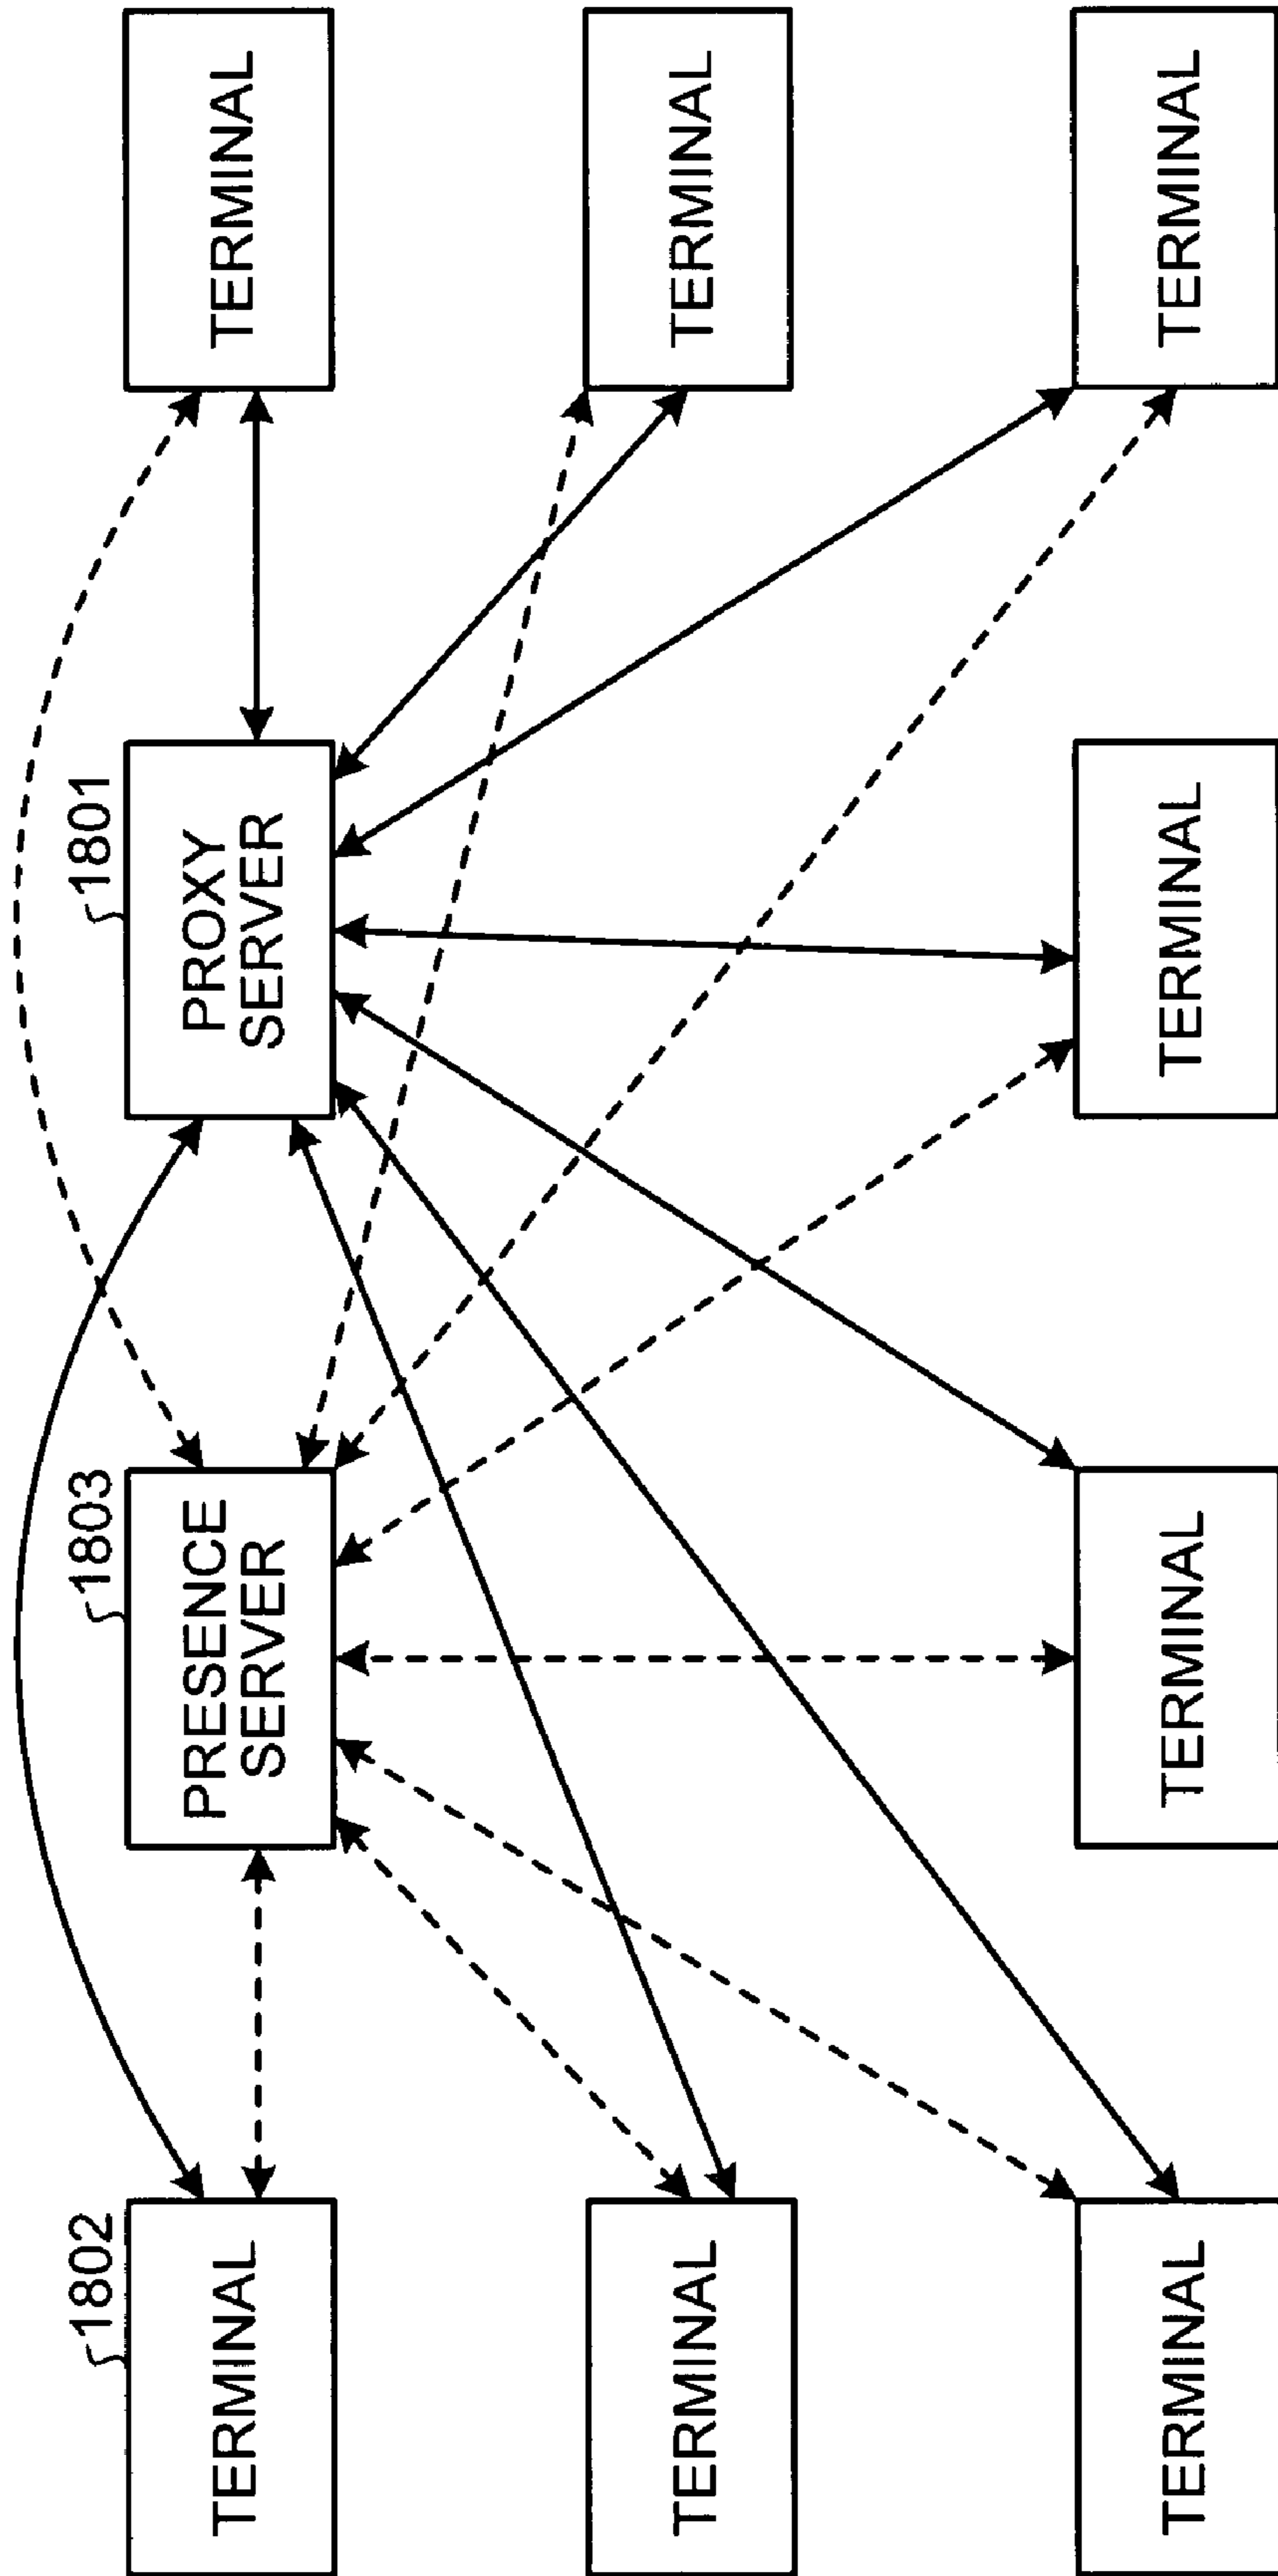 1802
TERMINAL
1803
PRESENCE
SERVER
1801
PROXY
SERVER
TERMINAL
TERMINAL
TERMINAL
TERMINAL
TERMINAL
TERMINAL
TERMINAL